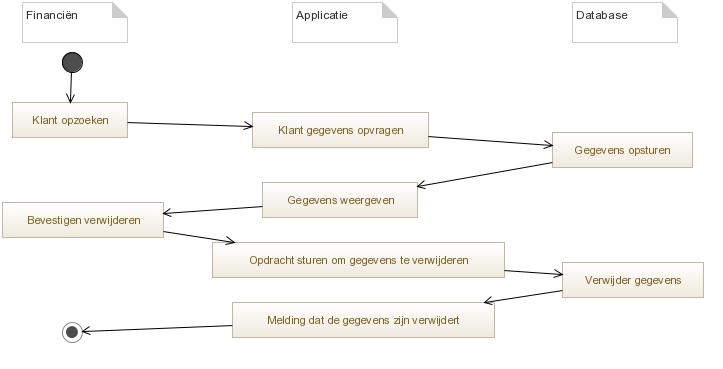 Financiën
Applicatie
Database
Klant opzoeken
Klant gegevens opvragen
Gegevens opsturen
Gegevens weergeven
Bevestigen verwijderen
Opdracht sturen om gegevens te verwijderen
Verwijder gegevens
Melding dat de gegevens zijn verwijdert